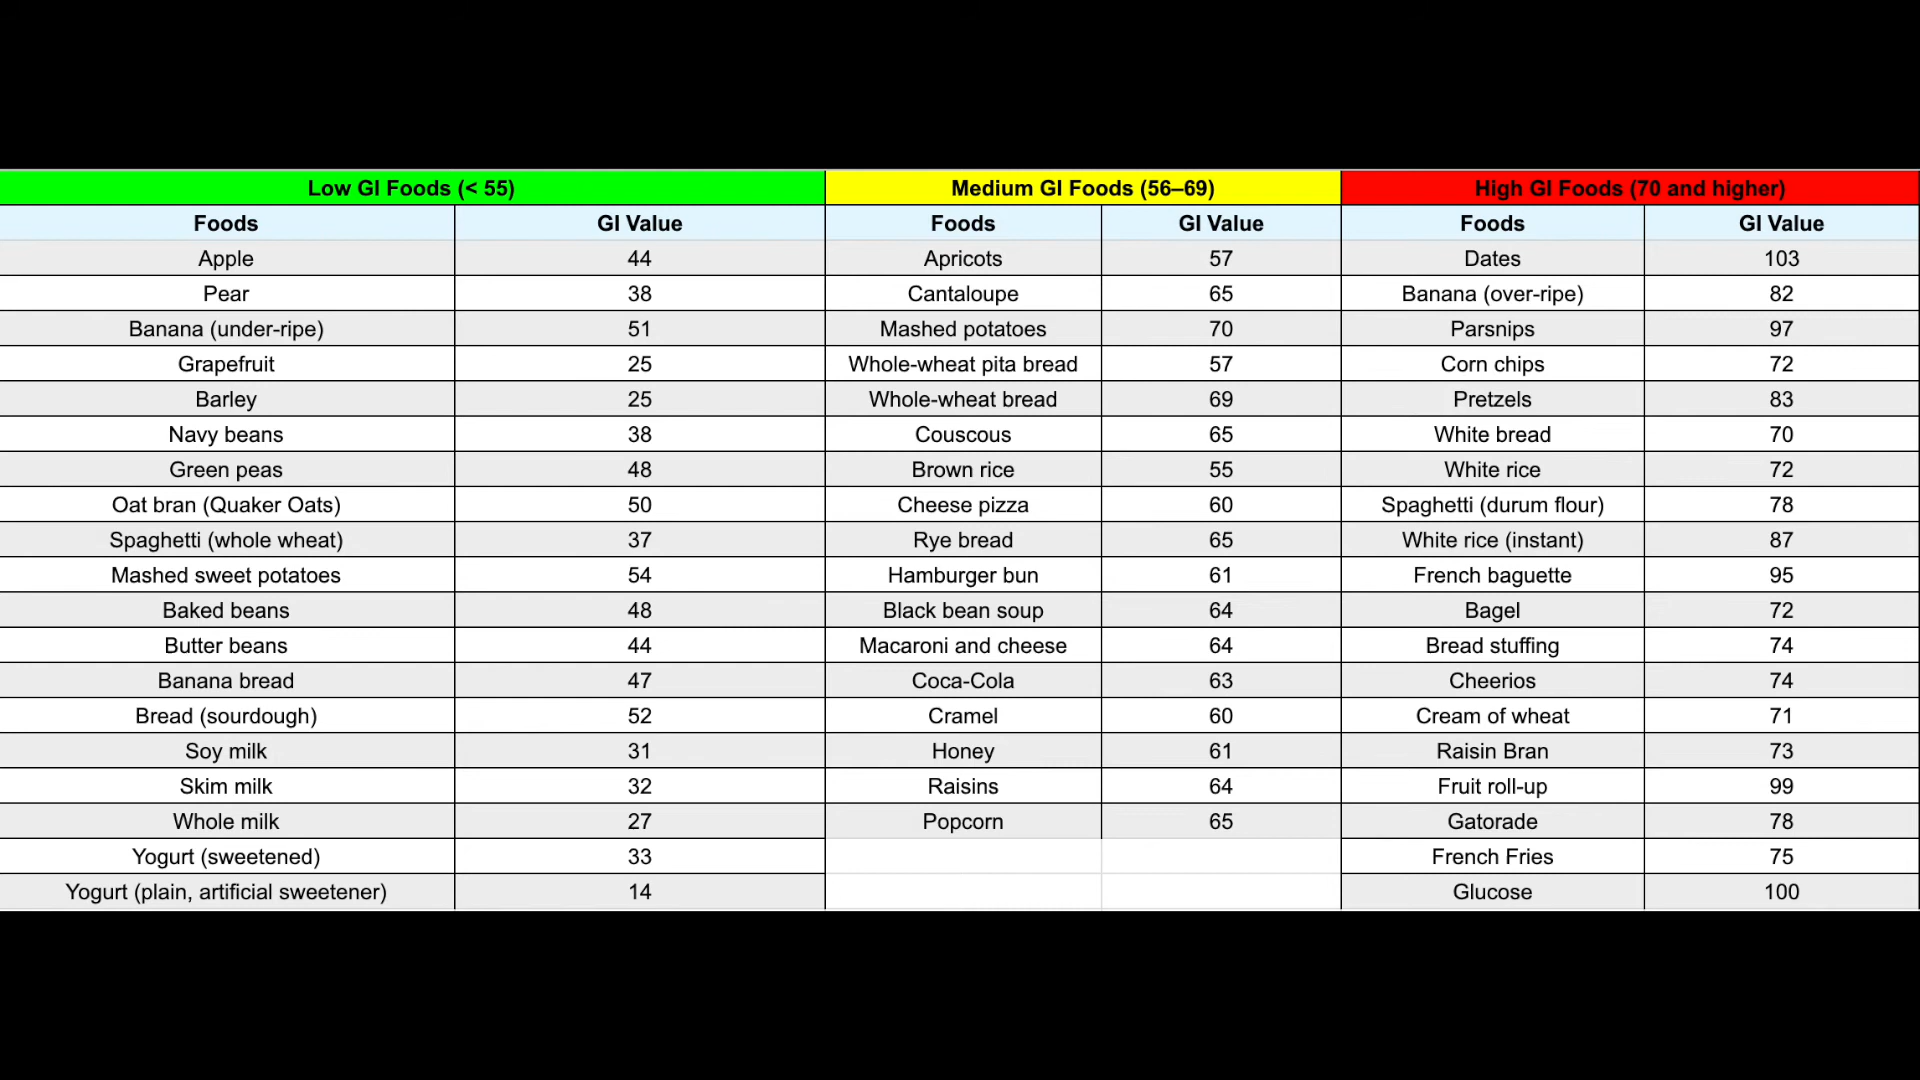 Low GI Foods (< 55) Medium GI Foods (56–69) High GI Foods (70 and higher)
Foods GI Value Foods GI Value Foods GI Value
Apple 44 Apricots 57 Dates 103
Pear 38 Cantaloupe 65 Banana (over-ripe) 82
Banana (under-ripe) 51 Mashed potatoes 70 Parsnips 97
Grapefruit 25 Whole-wheat pita bread 57 Corn chips 72
Barley 25 Whole-wheat bread 69 Pretzels 83
Navy beans 38 Couscous 65 White bread 70
Green peas 48 Brown rice 55 White rice 72
Oat bran (Quaker Oats) 50 Cheese pizza 60 Spaghetti (durum flour) 78
Spaghetti (whole wheat) 37 Rye bread 65 White rice (instant) 87
Mashed sweet potatoes 54 Hamburger bun 61 French baguette 95
Baked beans 48 Black bean soup 64 Bagel 72
Butter beans 44 Macaroni and cheese 64 Bread stuffing 74
Banana bread 47 Coca-Cola 63 Cheerios 74
Bread (sourdough) 52 Cramel 60 Cream of wheat 71
Soy milk 31 Honey 61 Raisin Bran 73
Skim milk 32 Raisins 64 Fruit roll-up 99
Whole milk 27 Popcorn 65 Gatorade 78
Yogurt (sweetened) 33 French Fries 75
Yogurt (plain, artificial sweetener) 14 Glucose 100